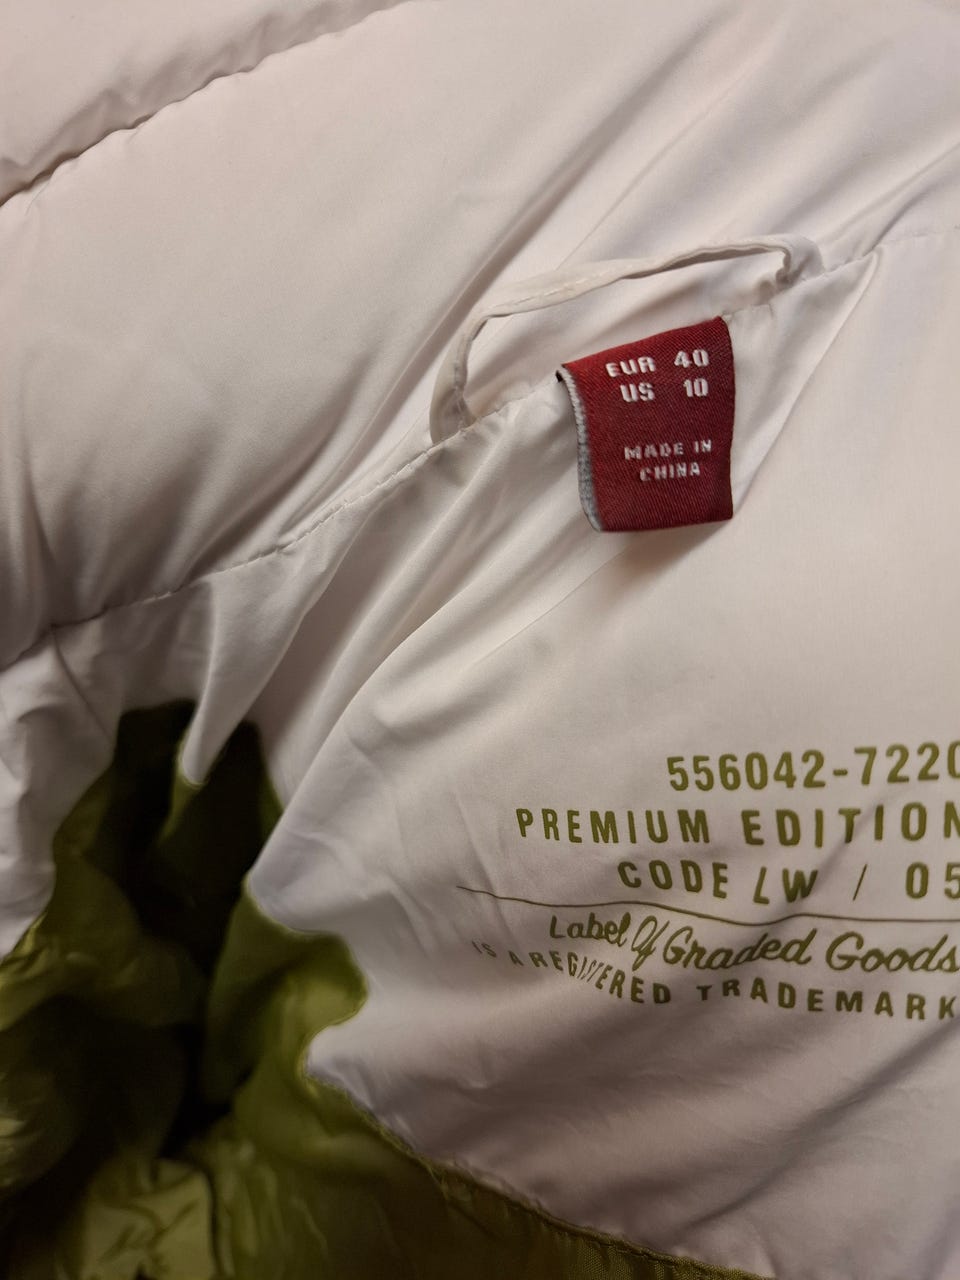 EUR 40
US 10
MADE IN
CHINA
556042-7220
PREMIUM EDITION
CODE LW / 05
Label Of Graded Goods
IS A REGISTERED TRADEMARK